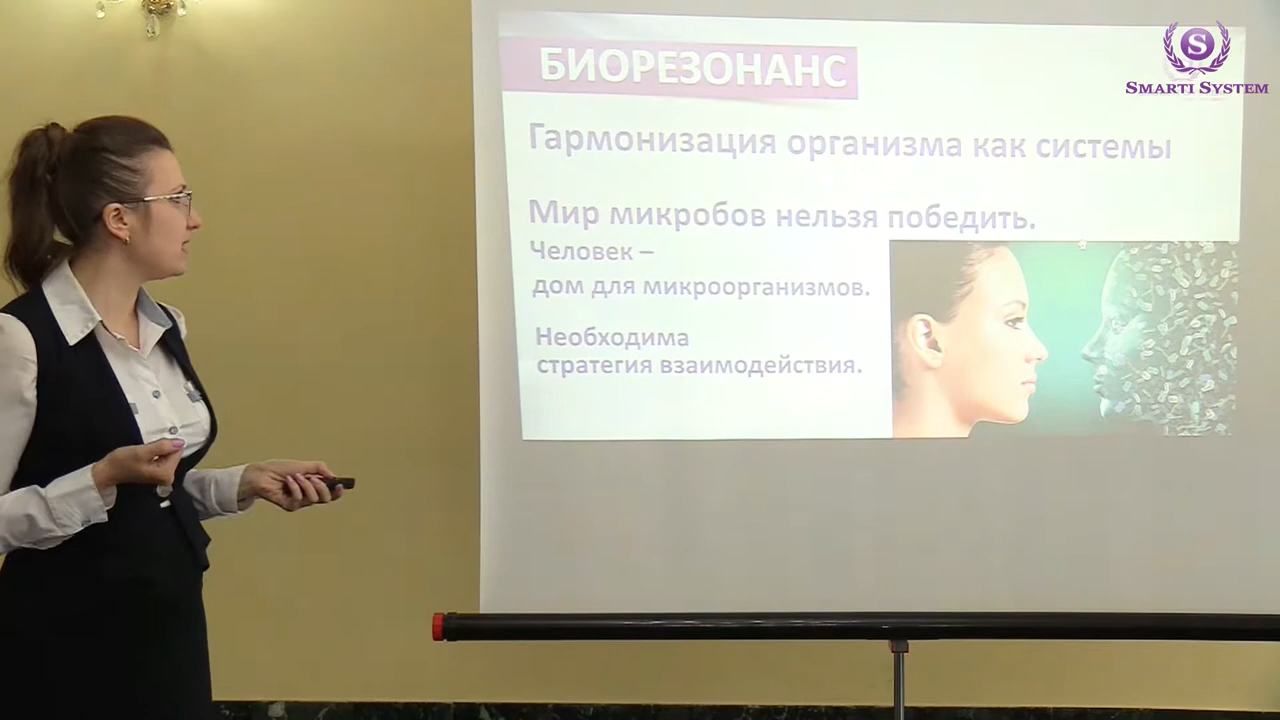 S
SMARTI SYSTEM
БИОРЕЗОНАНС
Гармонизация организма как системы
Мир микробов нельзя победить.
Человек –
дом для микроорганизмов.
Необходима
стратегия взаимодействия.